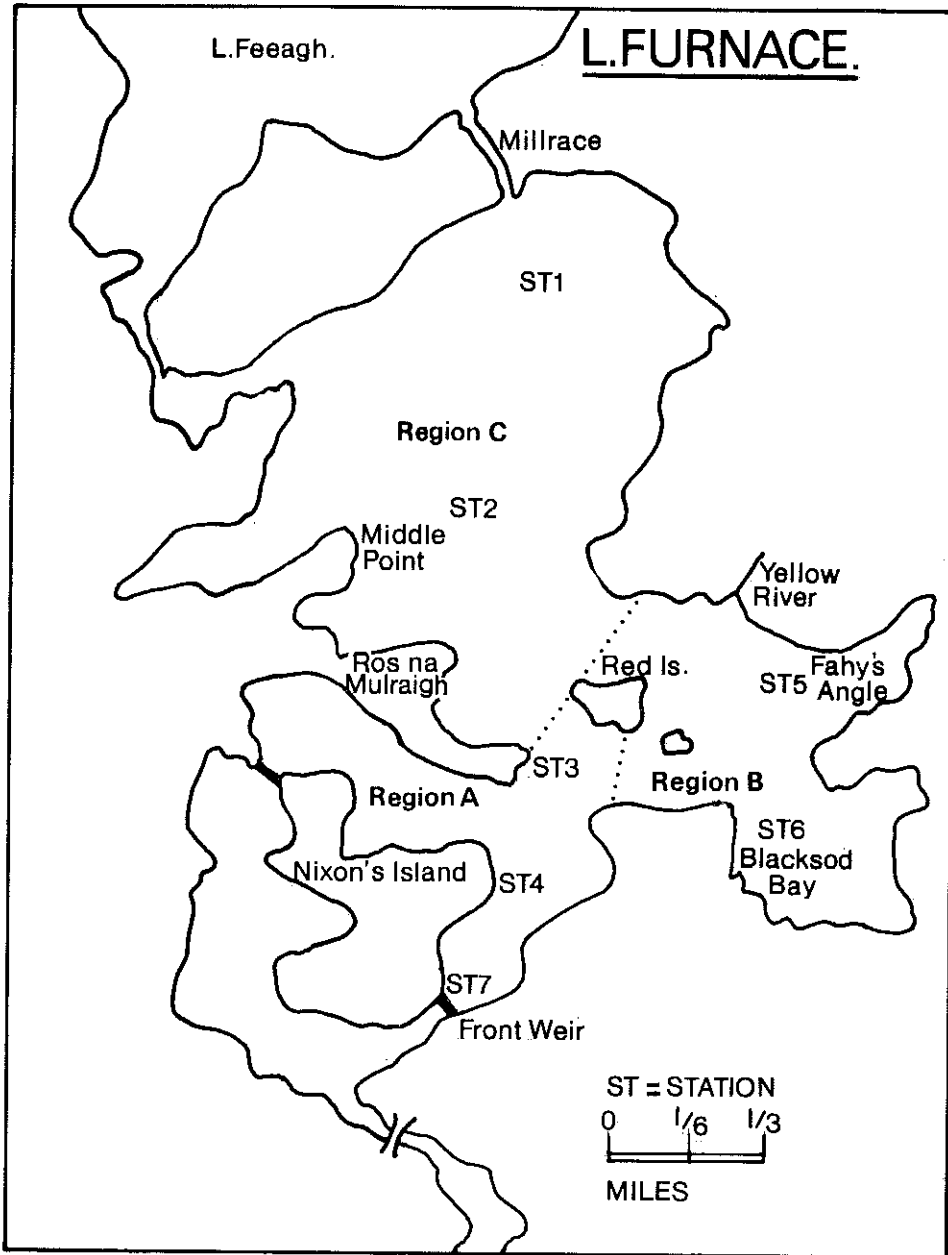 L.Feeagh.
L.FURNACE.
Millrace
ST1
Region C
ST2
Middle
Point
Yellow
River
Ros na
Mulraigh
Red Is.
ST5
Fahy's
Angle
ST3
Region A
Region B
ST6
Blacksod
Bay
Nixon's Island
ST4
ST7
Front Weir
ST = STATION
0 1/6 1/3
MILES